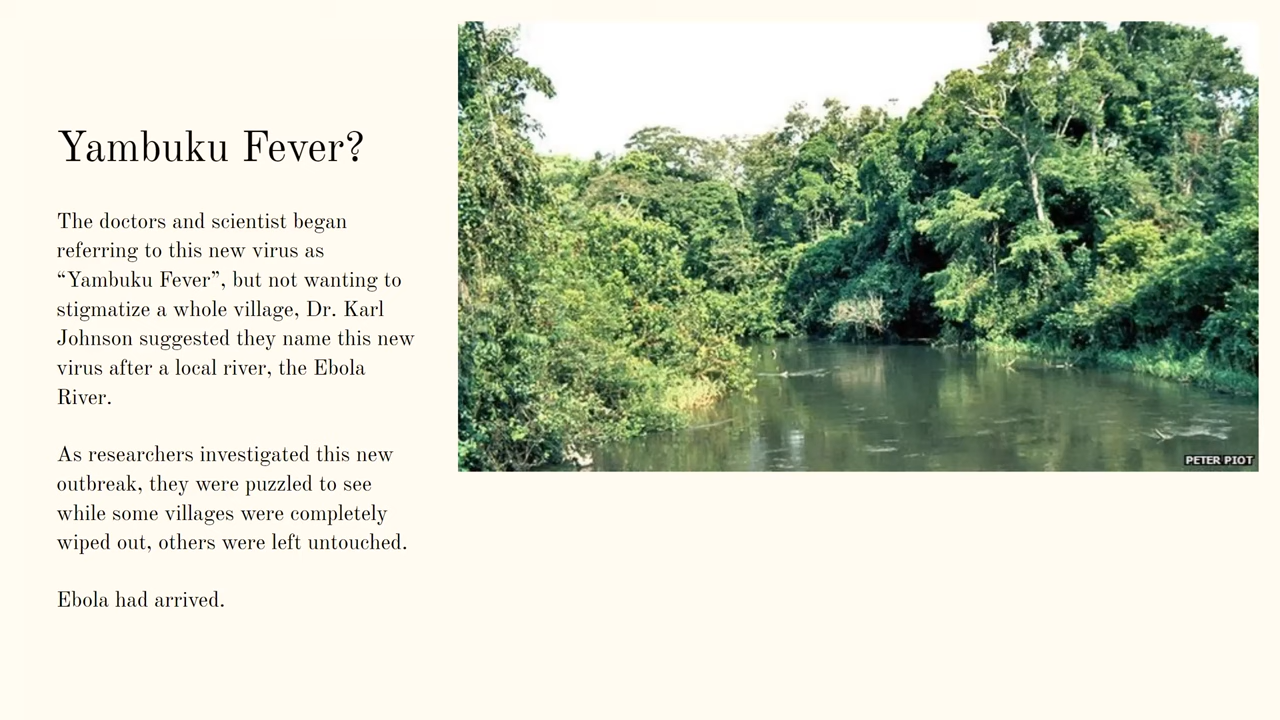 Yambuku Fever?
The doctors and scientist began
referring to this new virus as
“Yambuku Fever”, but not wanting to
stigmatize a whole village, Dr. Karl
Johnson suggested they name this new
virus after a local river, the Ebola
River.
As researchers investigated this new
outbreak, they were puzzled to see
while some villages were completely
wiped out, others were left untouched.
Ebola had arrived.
PETER PIOT